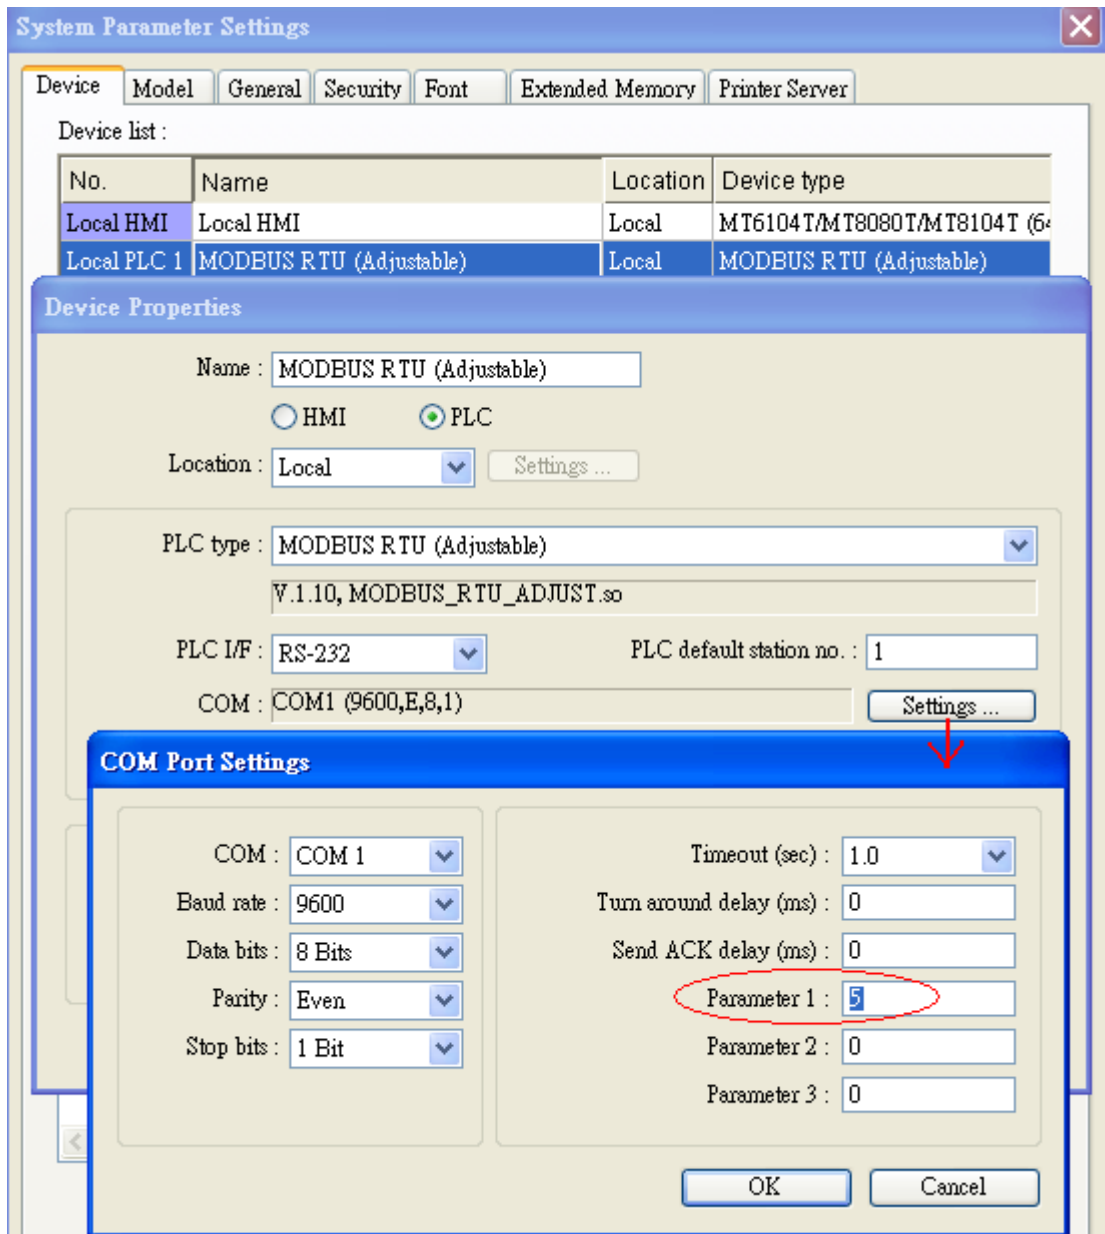 System Parameter Settings
Device Model General Security Font Extended Memory Printer Server
Device list :
No. Name Location Device type
Local HMI Local HMI Local MT6104T/MT8080T/MT8104T (64
Local PLC 1 MODBUS RTU (Adjustable) Local MODBUS RTU (Adjustable)
Device Properties
Name : MODBUS RTU (Adjustable)
HMI PLC
Location : Local Settings ...
PLC type : MODBUS RTU (Adjustable)
V.1.10, MODBUS_RTU_ADJUST.so
PLC I/F : RS-232 PLC default station no. : 1
COM : COM1 (9600,E,8,1) Settings ...
COM Port Settings
COM : COM 1 Timeout (sec) : 1.0
Baud rate : 9600 Turn around delay (ms) : 0
Data bits : 8 Bits Send ACK delay (ms) : 0
Parity : Even Parameter 1 : 5
Stop bits : 1 Bit Parameter 2 : 0
Parameter 3 : 0
OK Cancel